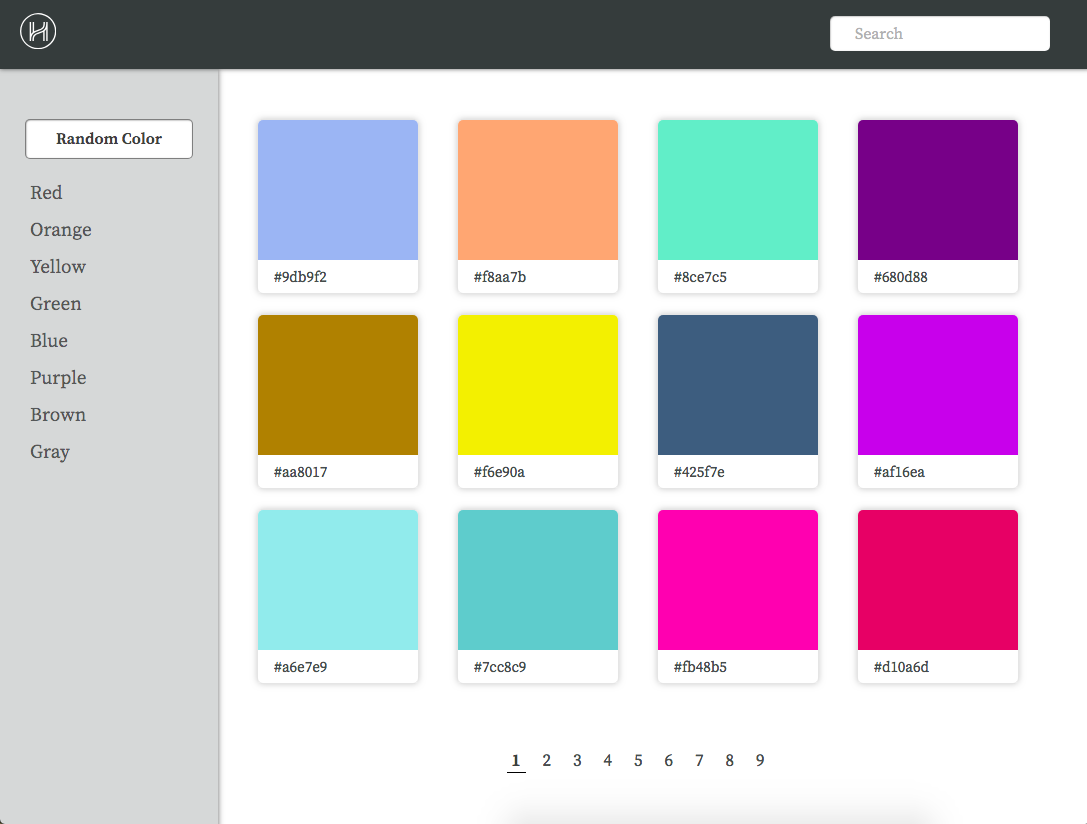 Search
Random Color
Red
Orange
Yellow
Green
Blue
Purple
Brown
Gray
#9db9f2
#f8aa7b
#8ce7c5
#680d88
#aa8017
#f6e90a
#425f7e
#af16ea
#a6e7e9
#7cc8c9
#fb48b5
#d10a6d
1 2 3 4 5 6 7 8 9